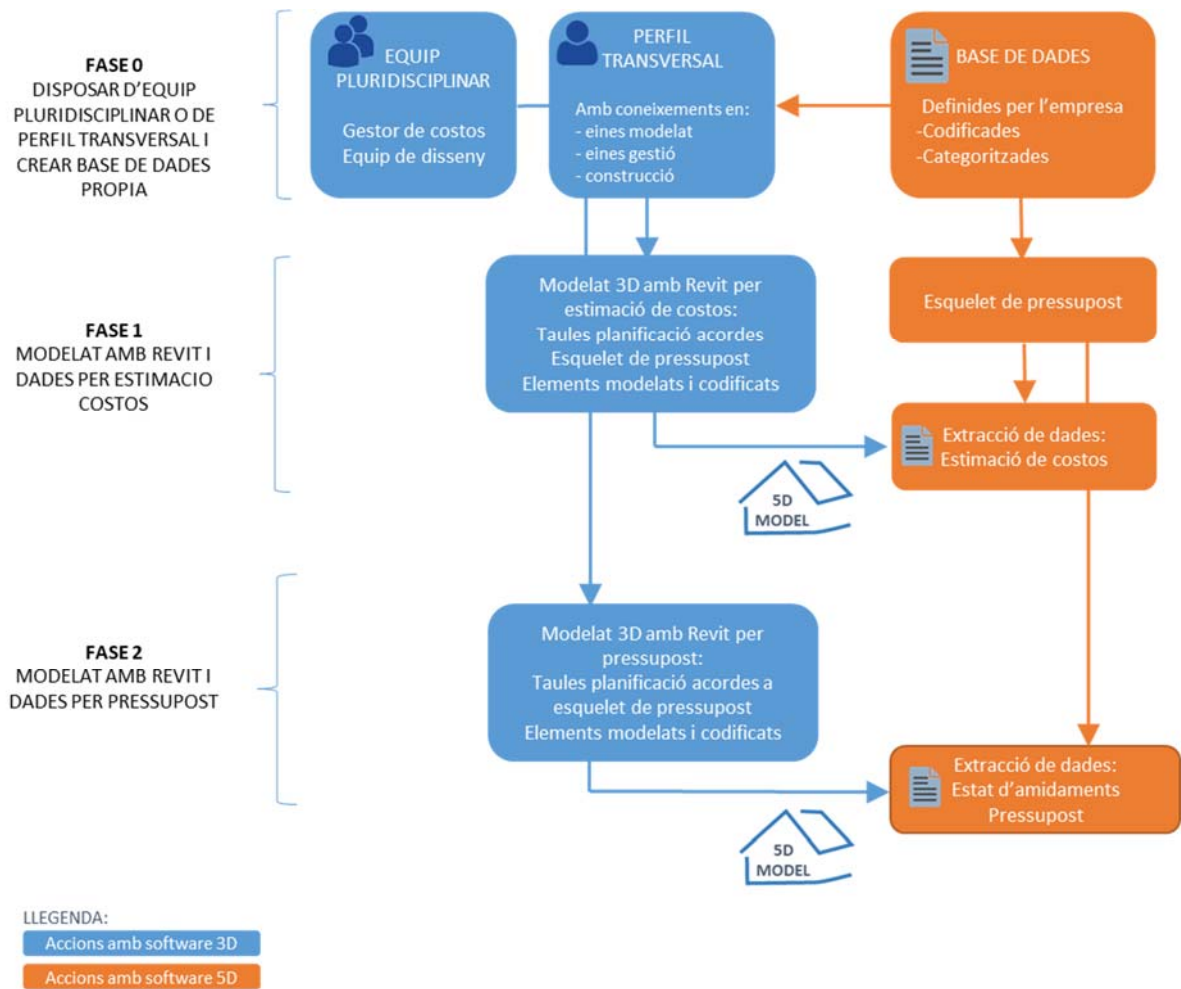 FASE 0
DISPOSAR D'EQUIP
PLURIDISCIPLINAR O DE
PERFIL TRANSVERSAL I
CREAR BASE DE DADES
PROPIA
EQUIP
PLURIDISCIPLINAR
Gestor de costos
Equip de disseny
PERFIL
TRANSVERSAL
Amb coneixements en:
- eines modelat
- eines gestió
- construcció
BASE DE DADES
Definides per l'empresa
-Codificades
-Categoritzades
FASE 1
MODELAT AMB REVIT I
DADES PER ESTIMACIO
COSTOS
Modelat 3D amb Revit per
estimació de costos:
Taules planificació acordes
Esquelet de pressupost
Elements modelats i codificats
Esquelet de pressupost
Extracció de dades:
Estimació de costos
5D
MODEL
FASE 2
MODELAT AMB REVIT I
DADES PER PRESSUPOST
Modelat 3D amb Revit per
pressupost:
Taules planificació acordes a
esquelet de pressupost
Elements modelats i codificats
Extracció de dades:
Estat d'amidaments
Pressupost
5D
MODEL
LLEGENDA:
Accions amb software 3D
Accions amb software 5D